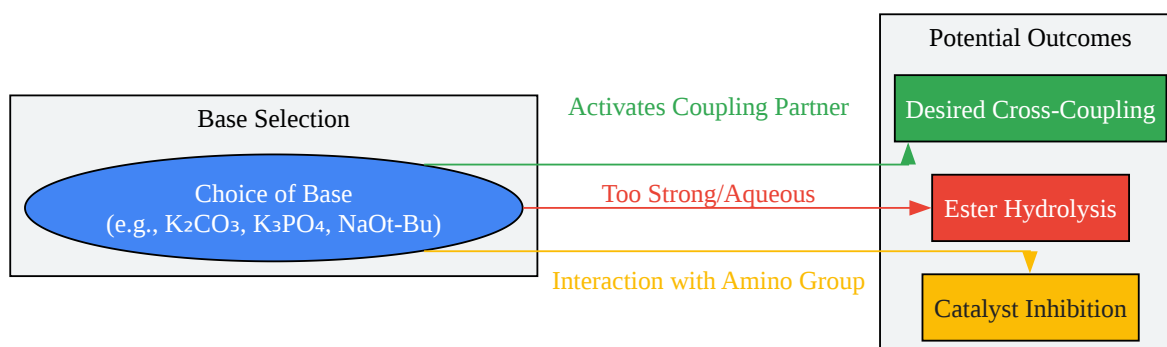 Potential Outcomes
Base Selection
Activates Coupling Partner
Desired Cross-Coupling
Choice of Base
(e.g., K₂CO₃, K₃PO₄, NaOt-Bu)
Too Strong/Aqueous
Ester Hydrolysis
Interaction with Amino Group
Catalyst Inhibition